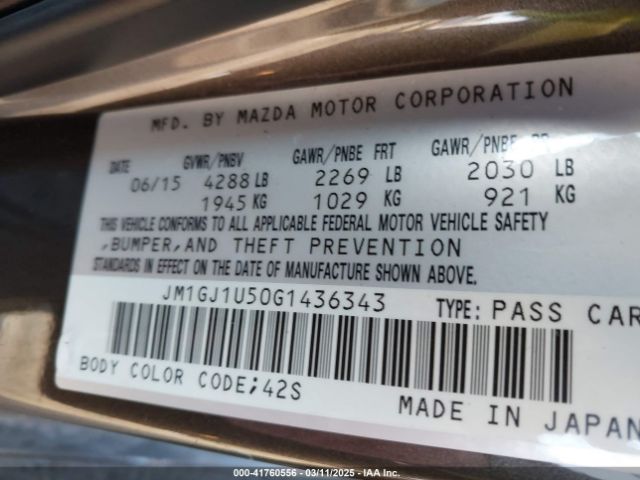 MFD. BY MAZDA MOTOR CORPORATION
DATE GVWR/PNBV GAWR/PNBE FRT GAWR/PNBE RR
06/15 4288 LB 2269 LB 2030 LB
1945 KG 1029 KG 921 KG
THIS VEHICLE CONFORMS TO ALL APPLICABLE FEDERAL MOTOR VEHICLE SAFETY
,BUMPER,AND THEFT PREVENTION
STANDARDS IN EFFECT ON THE DATE OF MANUFACTURE SHOWN ABOVE.
JM1GJ1U50G1436343 TYPE: PASS CAR
BODY COLOR CODE;42S
MADE IN JAPAN
000-41760556 - 03/11/2025 - IAA Inc.